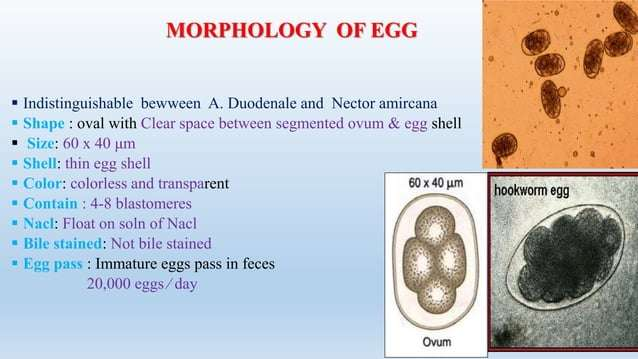 MORPHOLOGY OF EGG
▪ Indistinguishable bewween A. Duodenale and Nector amircana
▪ Shape : oval with Clear space between segmented ovum & egg shell
▪ Size: 60 x 40 µm
▪ Shell: thin egg shell
▪ Color: colorless and transparent
▪ Contain : 4-8 blastomeres
▪ Nacl: Float on soln of Nacl
▪ Bile stained: Not bile stained
▪ Egg pass : Immature eggs pass in feces
20,000 eggs ⁄ day
60 x 40 µm
Ovum
hookworm egg